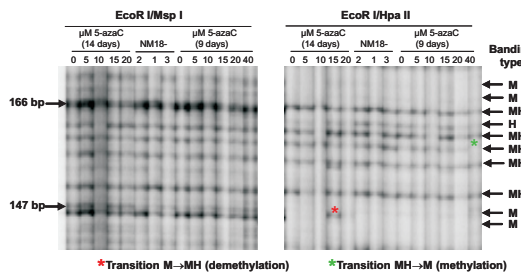 EcoR I/Msp I
EcoR I/Hpa II
µM 5-azaC
(14 days)
NM18-
µM 5-azaC
(9 days)
µM 5-azaC
(14 days)
NM18-
µM 5-azaC
(9 days)
Bandin
type
0 5 10 15 20 2 1 3 0 5 10 15 20 40
0 5 10 15 20 2 1 3 0 5 10 15 20 40
166 bp
147 bp
M
M
MH
H
MH
MH
MH
MH
M
M
*Transition M→MH (demethylation)
*Transition MH→M (methylation)